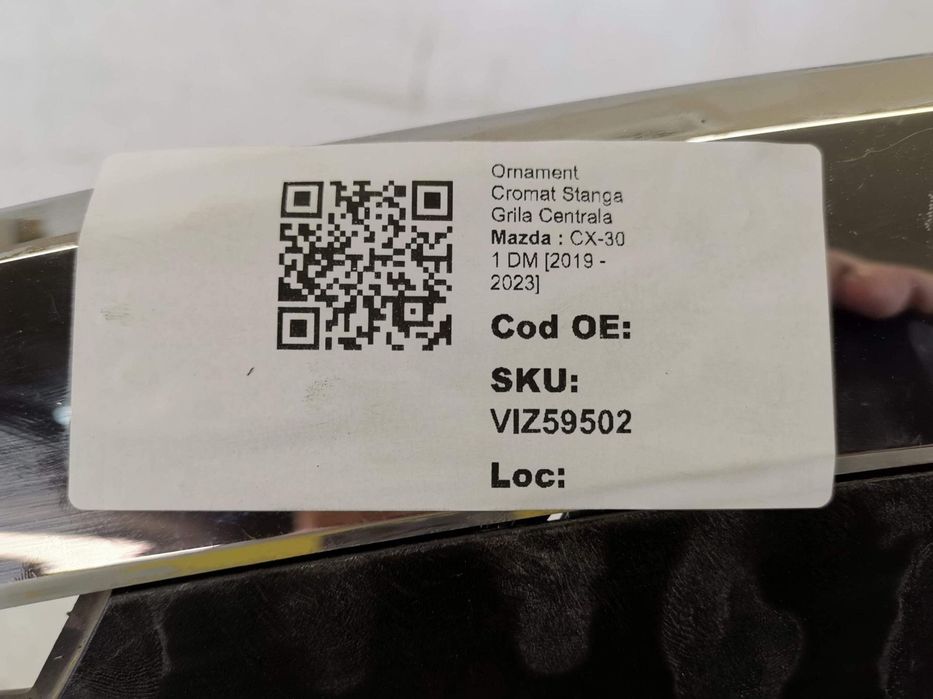 Ornament
Cromat Stanga
Grila Centrala
Mazda : CX-30
1 DM [2019 -
2023]
Cod OE:
SKU:
VIZ59502
Loc: